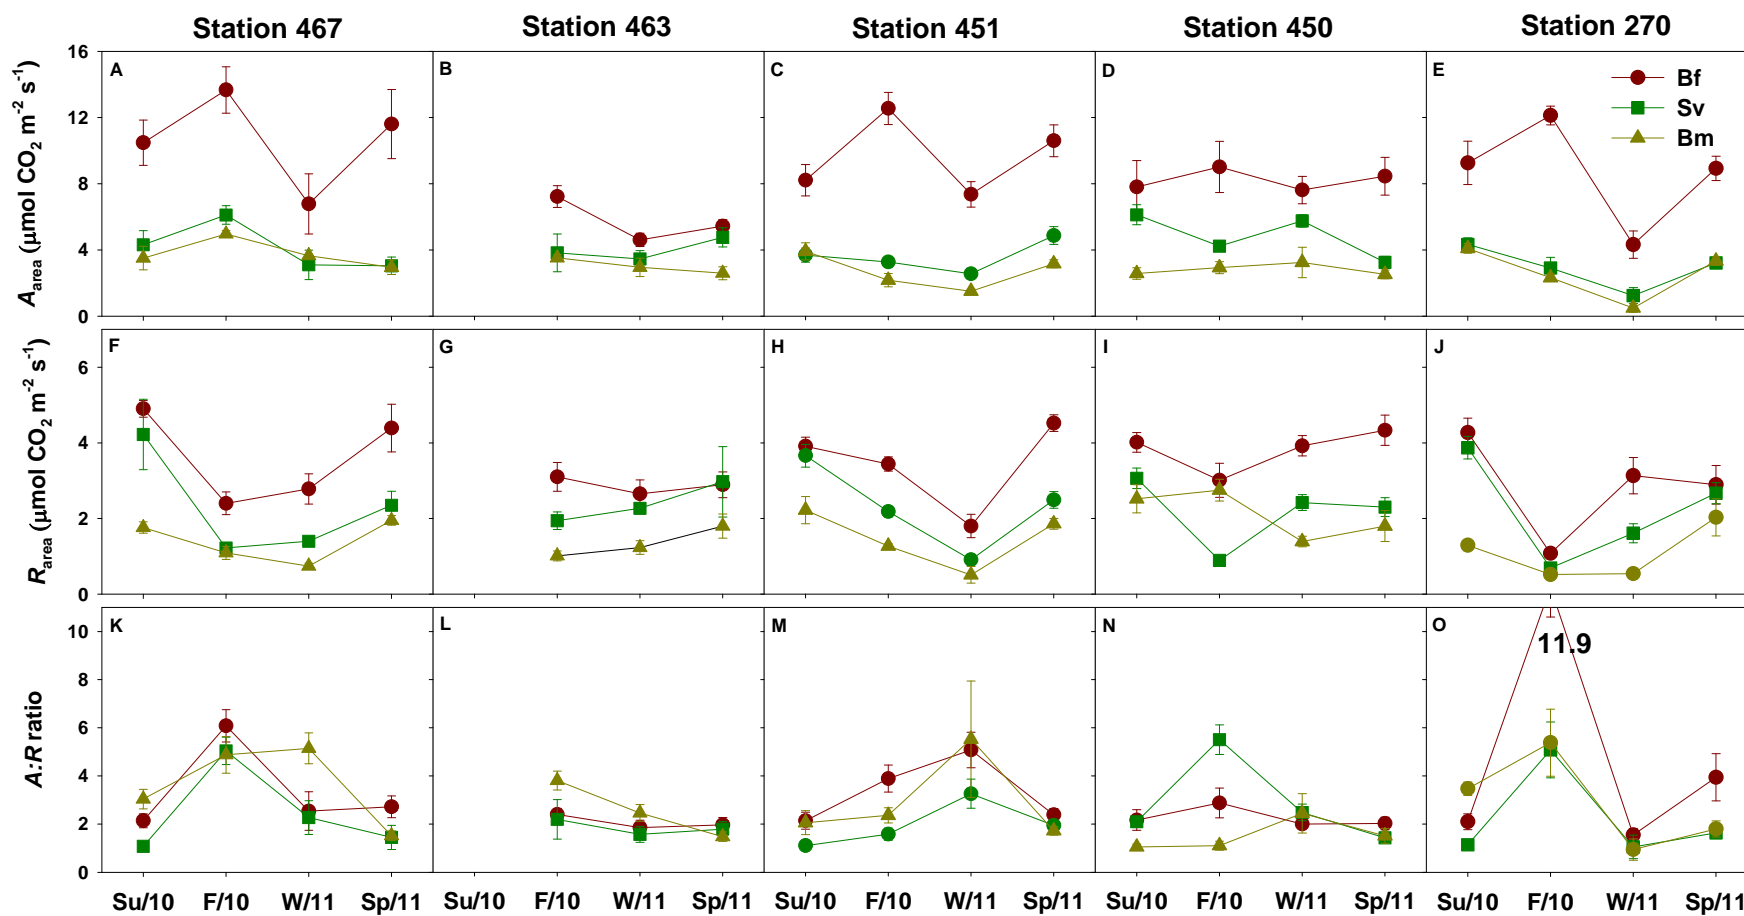 Station 467 Station 463 Station 451 Station 450 Station 270
A B C D E
Bf
Sv
Bm
A_area (µmol CO₂ m⁻² s⁻¹)
16
12
8
4
0
F G H I J
R_area (µmol CO₂ m⁻² s⁻¹)
6
4
2
0
K L M N O
11.9
A:R ratio
10
8
6
4
2
0
Su/10 F/10 W/11 Sp/11 Su/10 F/10 W/11 Sp/11 Su/10 F/10 W/11 Sp/11 Su/10 F/10 W/11 Sp/11 Su/10 F/10 W/11 Sp/11